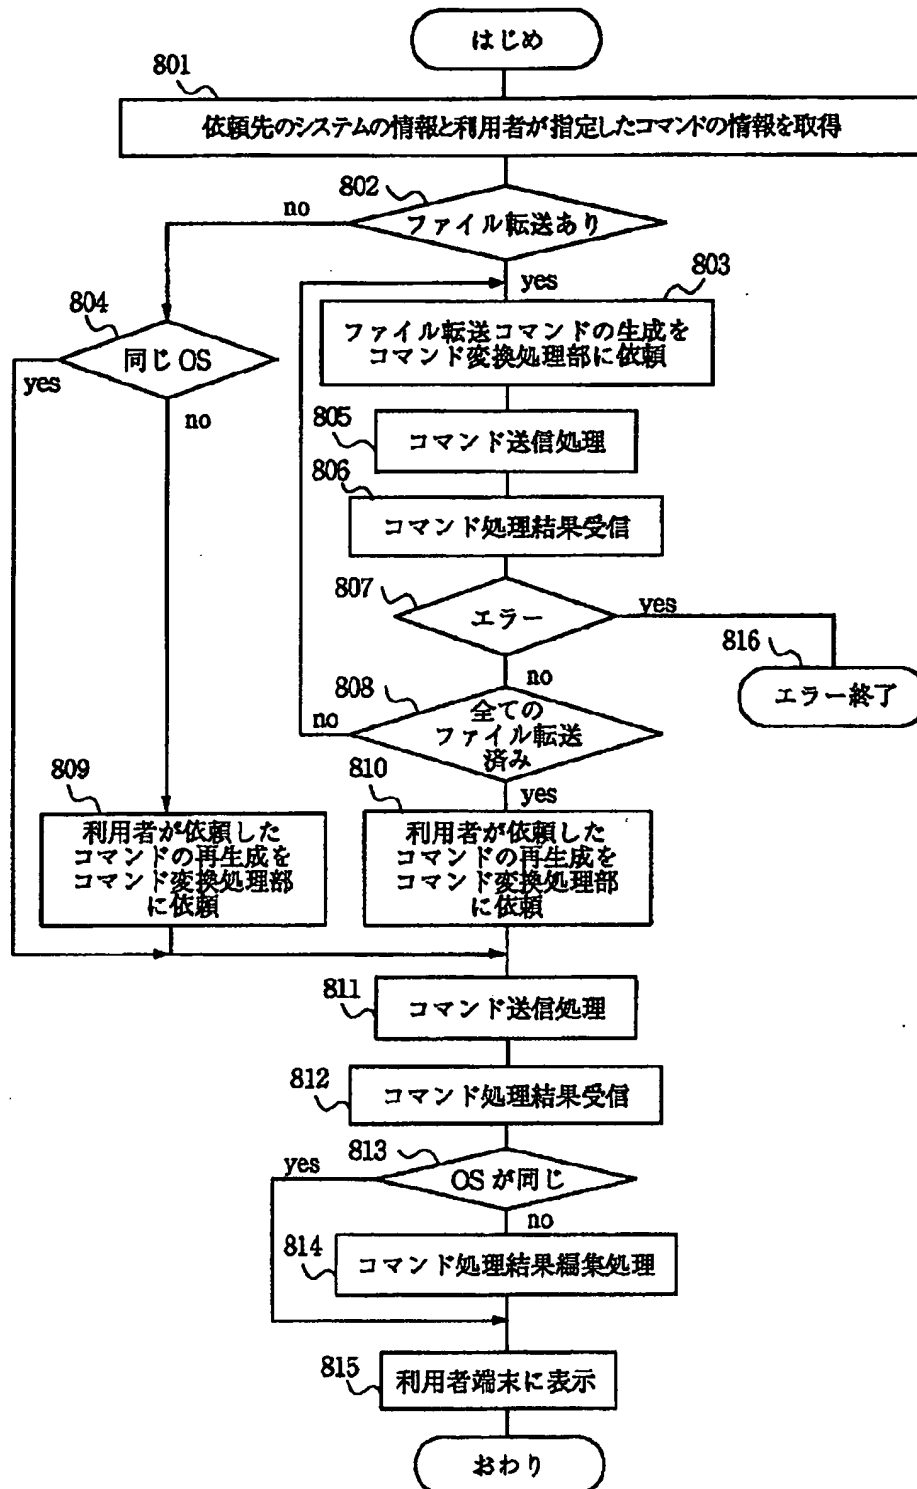 はじめ
801
依頼先のシステムの情報と利用者が指定したコマンドの情報を取得
802
no
ファイル転送あり
yes
803
804
ファイル転送コマンドの生成を
コマンド変換処理部に依頼
同じ OS
yes
no
805
コマンド送信処理
806
コマンド処理結果受信
807
エラー
yes
816
エラー終了
no
808
全ての
ファイル転送
済み
no
yes
809
利用者が依頼した
コマンドの再生成を
コマンド変換処理部
に依頼
810
利用者が依頼した
コマンドの再生成を
コマンド変換処理部
に依頼
811
コマンド送信処理
812
コマンド処理結果受信
813
yes
OSが同じ
no
814
コマンド処理結果編集処理
815
利用者端末に表示
おわり